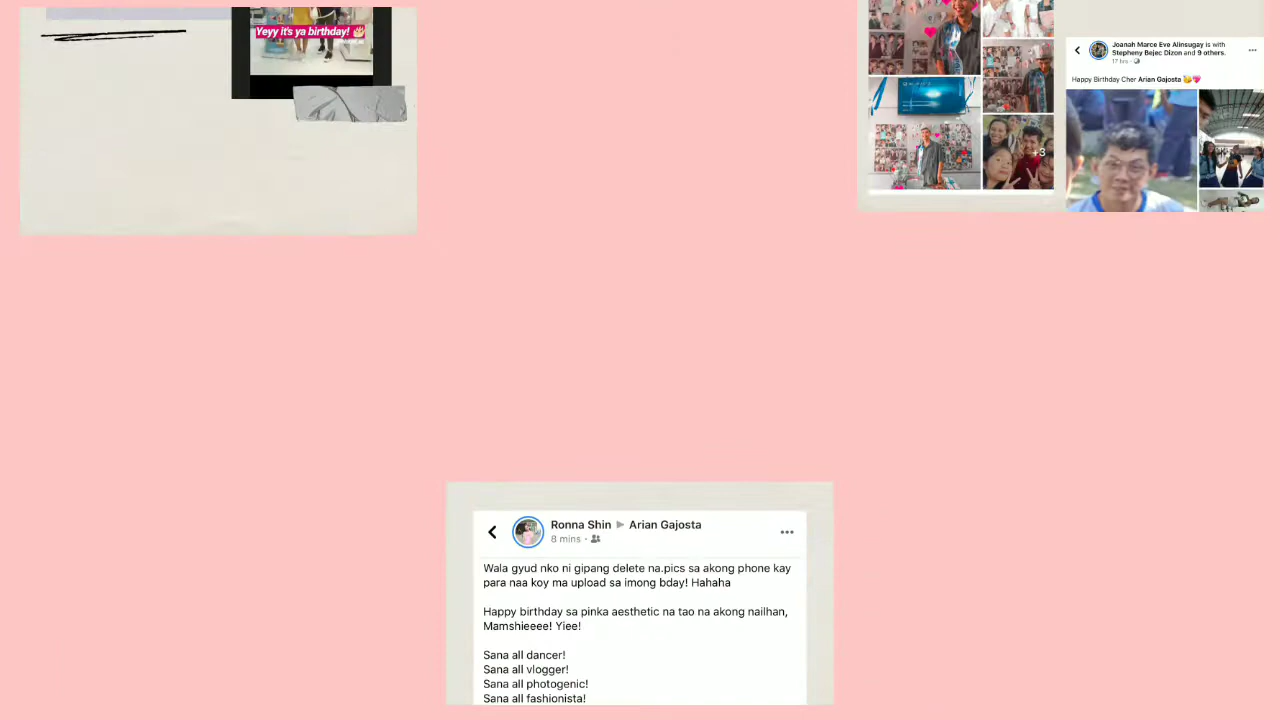 Yeyy it's ya birthday!
+3
Joanah Marce Eve Alinsugay is with
Stepheny Bejec Dizon and 9 others.
17 hrs ·
Happy Birthday Cher Arian Gajosta 🥳💖
Ronna Shin ▶ Arian Gajosta
8 mins ·
Wala gyud nko ni gipang delete na.pics sa akong phone kay
para naa koy ma upload sa imong bday! Hahaha
Happy birthday sa pinka aesthetic na tao na akong nailhan,
Mamshieeee! Yiee!
Sana all dancer!
Sana all vlogger!
Sana all photogenic!
Sana all fashionista!